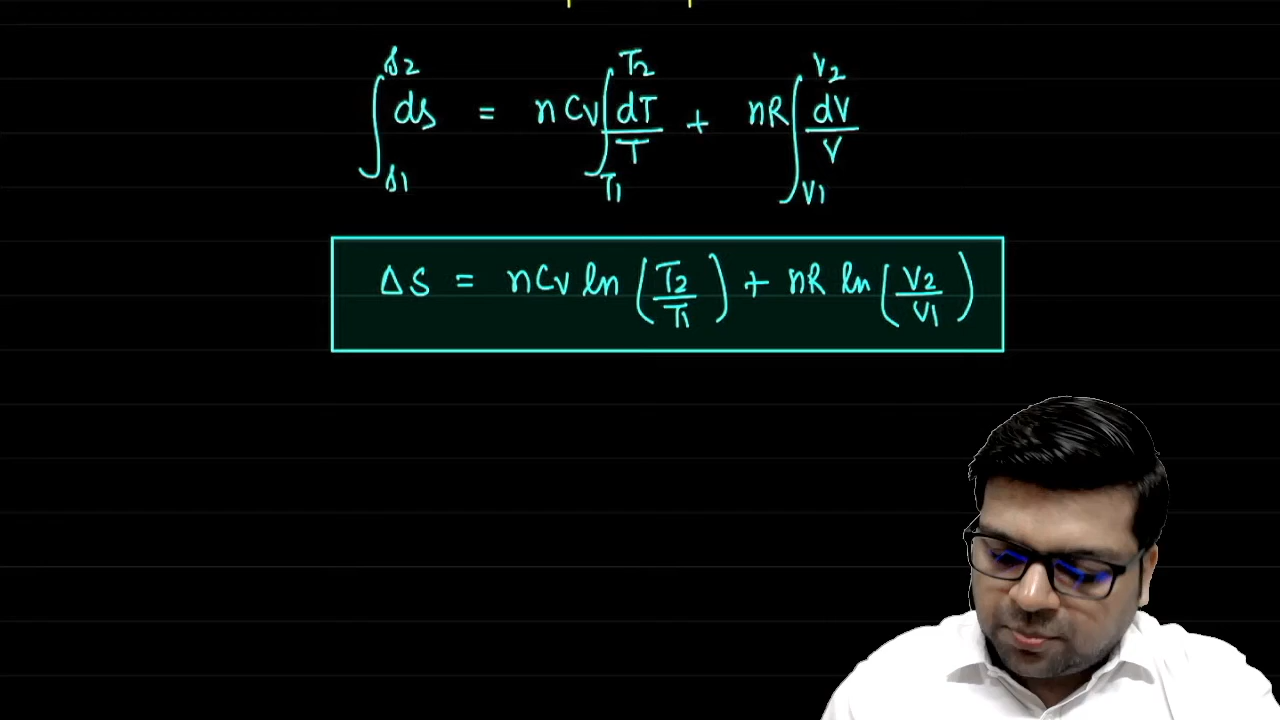 ∫_{S1}^{S2} dS = nCv ∫_{T1}^{T2} dT/T + nR ∫_{V1}^{V2} dV/V
ΔS = nCv ln (T2/T1) + nR ln (V2/V1)